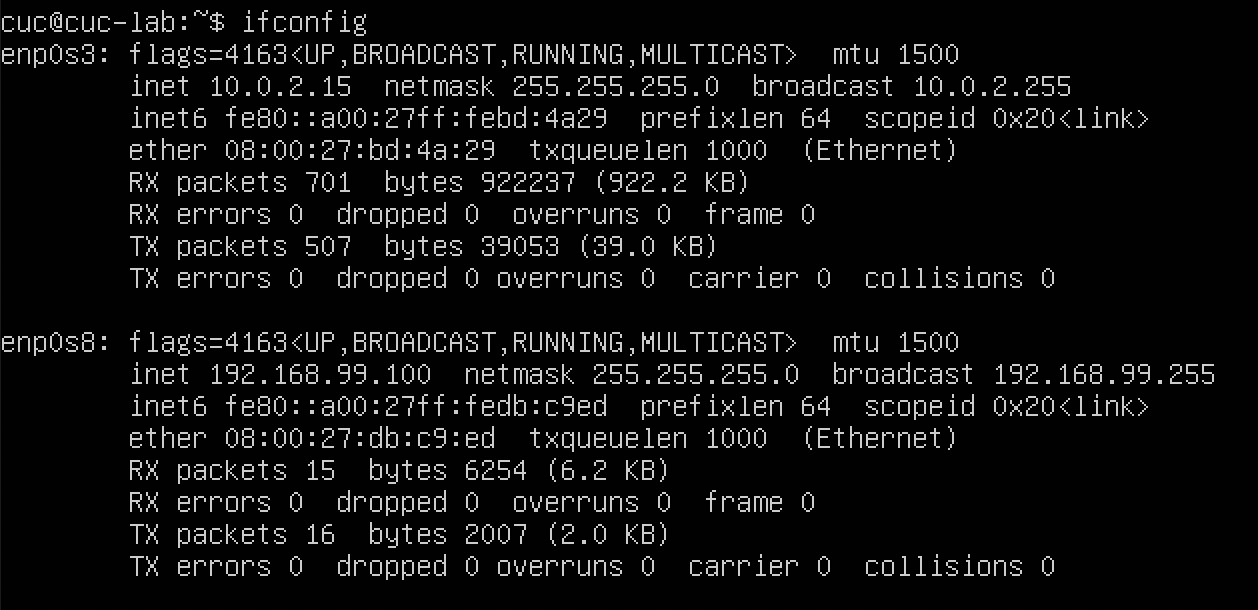 cuc@cuc-lab:~$ ifconfig
enp0s3: flags=4163<UP,BROADCAST,RUNNING,MULTICAST>  mtu 1500
        inet 10.0.2.15  netmask 255.255.255.0  broadcast 10.0.2.255
        inet6 fe80::a00:27ff:febd:4a29  prefixlen 64  scopeid 0x20<link>
        ether 08:00:27:bd:4a:29  txqueuelen 1000  (Ethernet)
        RX packets 701  bytes 922237 (922.2 KB)
        RX errors 0  dropped 0  overruns 0  frame 0
        TX packets 507  bytes 39053 (39.0 KB)
        TX errors 0  dropped 0 overruns 0  carrier 0  collisions 0

enp0s8: flags=4163<UP,BROADCAST,RUNNING,MULTICAST>  mtu 1500
        inet 192.168.99.100  netmask 255.255.255.0  broadcast 192.168.99.255
        inet6 fe80::a00:27ff:fedb:c9ed  prefixlen 64  scopeid 0x20<link>
        ether 08:00:27:db:c9:ed  txqueuelen 1000  (Ethernet)
        RX packets 15  bytes 6254 (6.2 KB)
        RX errors 0  dropped 0  overruns 0  frame 0
        TX packets 16  bytes 2007 (2.0 KB)
        TX errors 0  dropped 0 overruns 0  carrier 0  collisions 0